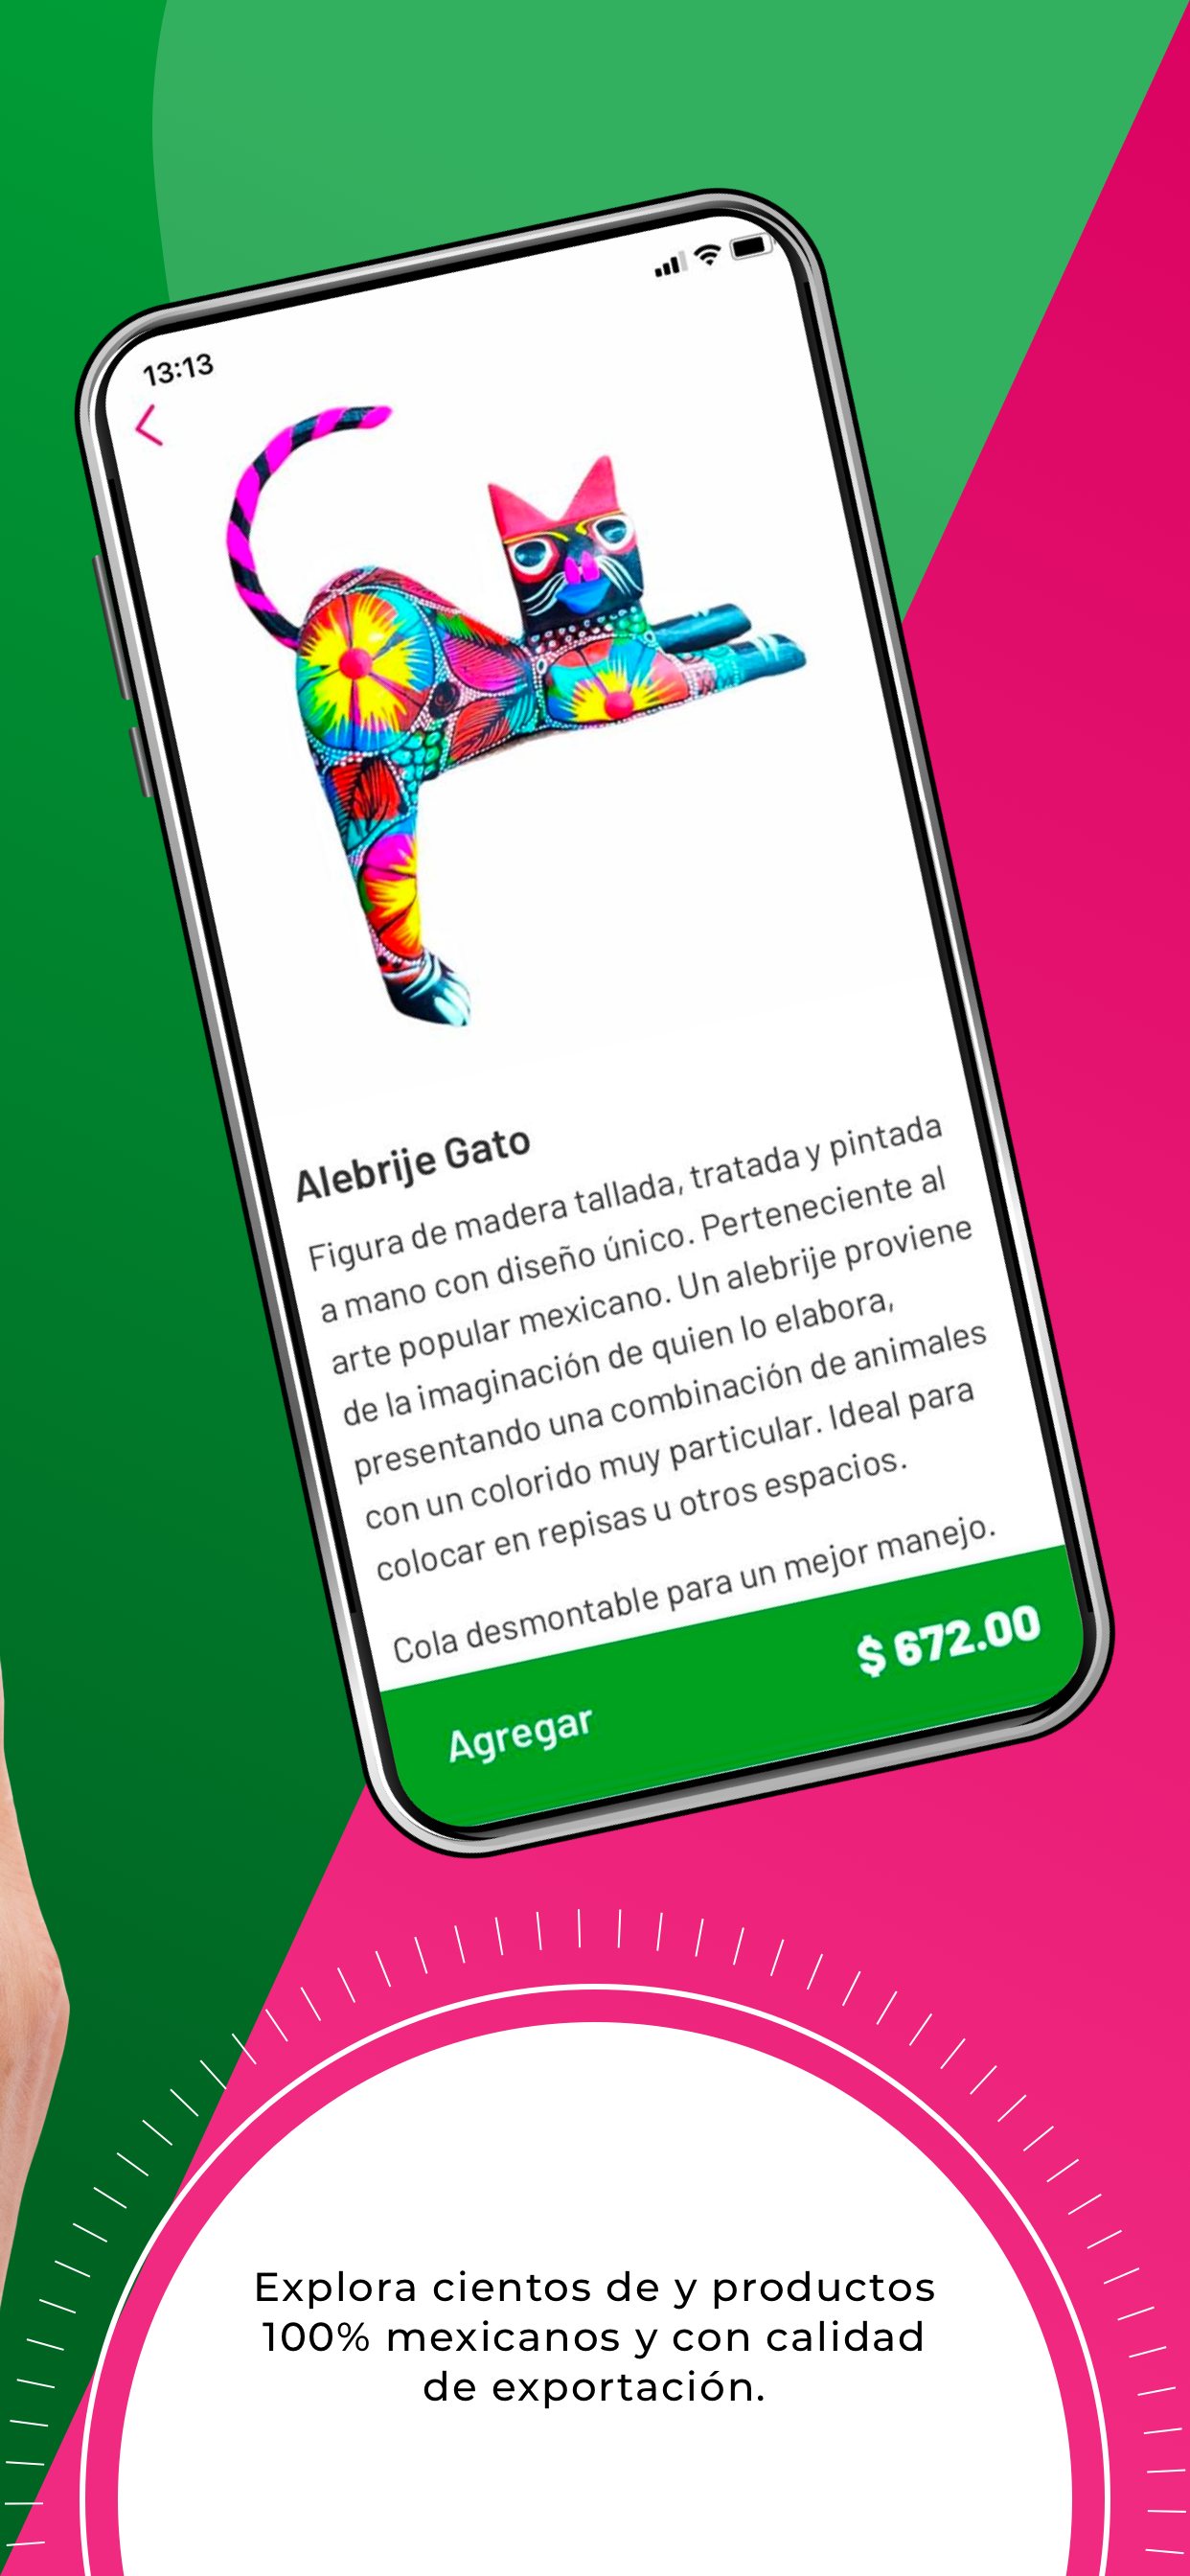 13:13
Alebrije Gato
Figura de madera tallada, tratada y pintada
a mano con diseño único. Perteneciente al
arte popular mexicano. Un alebrije proviene
de la imaginación de quien lo elabora,
presentando una combinación de animales
con un colorido muy particular. Ideal para
colocar en repisas u otros espacios.
Cola desmontable para un mejor manejo.
Agregar $ 672.00
Explora cientos de y productos
100% mexicanos y con calidad
de exportación.